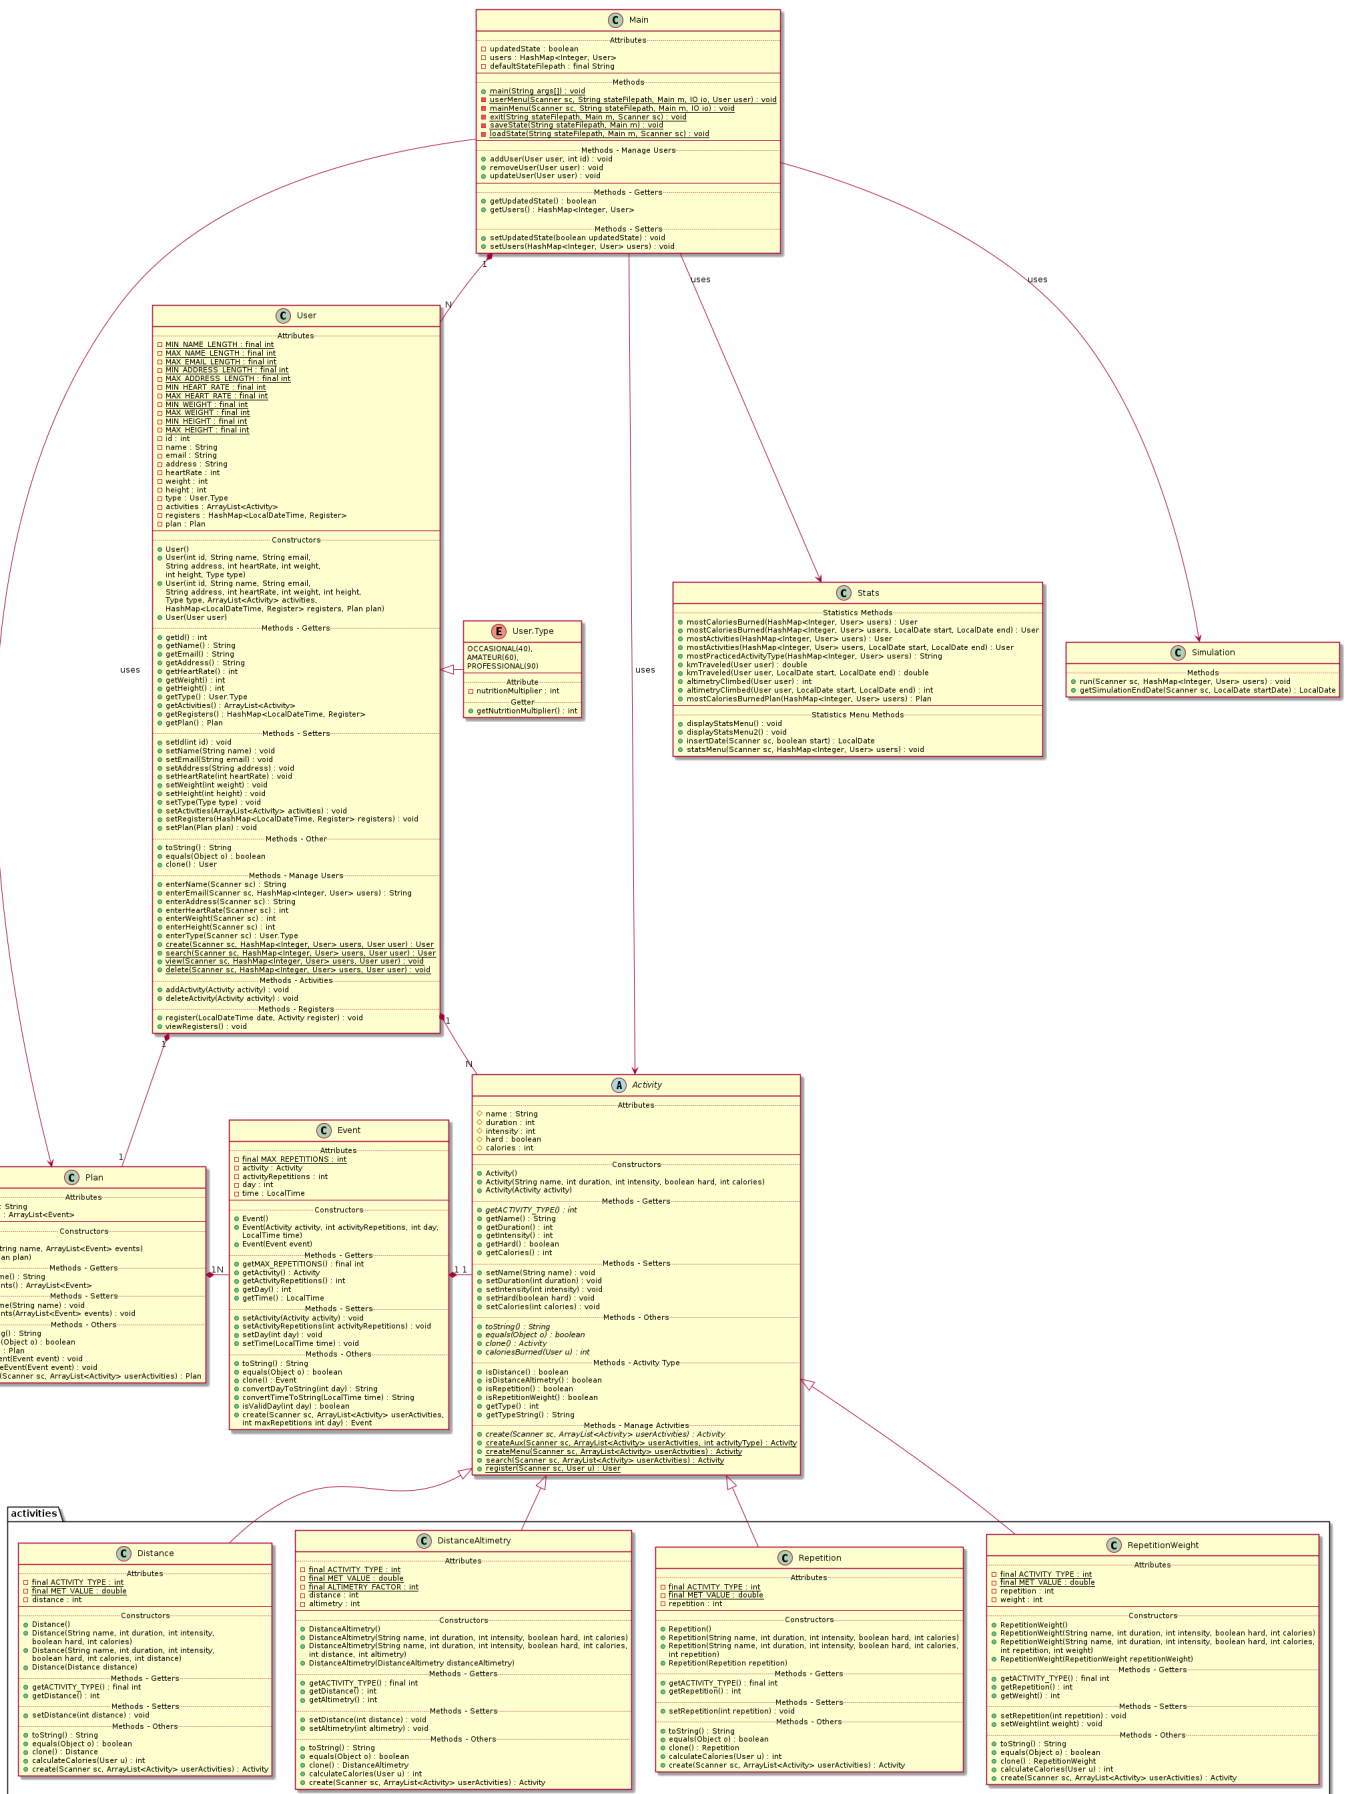 Main
Attributes
updatedState : boolean
users : HashMap<Integer, User>
defaultStateFilepath : final String
Methods
main(String args[]) : void
userMenu(Scanner sc, String stateFilepath, Main m, IO io, User user) : void
mainMenu(Scanner sc, String stateFilepath, Main m, IO io) : void
exit(String stateFilepath, Main m, Scanner sc) : void
saveState(String stateFilepath, Main m) : void
loadState(String stateFilepath, Main m, Scanner sc) : void
Methods - Manage Users
addUser(User user, int id) : void
removeUser(User user) : void
updateUser(User user) : void
Methods - Getters
getUpdatedState() : boolean
getUsers() : HashMap<Integer, User>
Methods - Setters
setUpdatedState(boolean updatedState) : void
setUsers(HashMap<Integer, User> users) : void
1
N
uses
uses
uses
uses
User
Attributes
MIN_NAME_LENGTH : final int
MAX_NAME_LENGTH : final int
MAX_EMAIL_LENGTH : final int
MIN_ADDRESS_LENGTH : final int
MAX_ADDRESS_LENGTH : final int
MIN_HEART_RATE : final int
MAX_HEART_RATE : final int
MIN_WEIGHT : final int
MAX_WEIGHT : final int
MIN_HEIGHT : final int
MAX_HEIGHT : final int
id : int
name : String
email : String
address : String
heartRate : int
weight : int
height : int
type : User.Type
activities : ArrayList<Activity>
registers : HashMap<LocalDateTime, Register>
plan : Plan
Constructors
User()
User(int id, String name, String email,
String address, int heartRate, int weight,
int height, Type type)
User(int id, String name, String email,
String address, int heartRate, int weight, int height,
Type type, ArrayList<Activity> activities,
HashMap<LocalDateTime, Register> registers, Plan plan)
User(User user)
Methods - Getters
getId() : int
getName() : String
getEmail() : String
getAddress() : String
getHeartRate() : int
getWeight() : int
getHeight() : int
getType() : User.Type
getActivities() : ArrayList<Activity>
getRegisters() : HashMap<LocalDateTime, Register>
getPlan() : Plan
Methods - Setters
setId(int id) : void
setName(String name) : void
setEmail(String email) : void
setAddress(String address) : void
setHeartRate(int heartRate) : void
setWeight(int weight) : void
setHeight(int height) : void
setType(Type type) : void
setActivities(ArrayList<Activity> activities) : void
setRegisters(HashMap<LocalDateTime, Register> registers) : void
setPlan(Plan plan) : void
Methods - Other
toString() : String
equals(Object o) : boolean
clone() : User
Methods - Manage Users
enterName(Scanner sc) : String
enterEmail(Scanner sc, HashMap<Integer, User> users) : String
enterAddress(Scanner sc) : String
enterHeartRate(Scanner sc) : int
enterWeight(Scanner sc) : int
enterHeight(Scanner sc) : int
enterType(Scanner sc) : User.Type
create(Scanner sc, HashMap<Integer, User> users, User user) : User
search(Scanner sc, HashMap<Integer, User> users, User user) : User
view(Scanner sc, HashMap<Integer, User> users, User user) : void
delete(Scanner sc, HashMap<Integer, User> users, User user) : void
Methods - Activities
addActivity(Activity activity) : void
deleteActivity(Activity activity) : void
Methods - Registers
register(LocalDateTime date, Activity register) : void
viewRegisters() : void
1
1
1
N
User.Type
OCCASIONAL(40),
AMATEUR(60),
PROFESSIONAL(90)
Attribute
nutritionMultiplier : int
Getter
getNutritionMultiplier() : int
Stats
Statistics Methods
mostCaloriesBurned(HashMap<Integer, User> users) : User
mostCaloriesBurned(HashMap<Integer, User> users, LocalDate start, LocalDate end) : User
mostActivities(HashMap<Integer, User> users) : User
mostActivities(HashMap<Integer, User> users, LocalDate start, LocalDate end) : User
mostPracticedActivityType(HashMap<Integer, User> users) : String
kmTraveled(User user) : double
kmTraveled(User user, LocalDate start, LocalDate end) : double
altimetryClimbed(User user) : int
altimetryClimbed(User user, LocalDate start, LocalDate end) : int
mostCaloriesBurnedPlan(HashMap<Integer, User> users) : Plan
Statistics Menu Methods
displayStatsMenu() : void
displayStatsMenu2() : void
insertDate(Scanner sc, boolean start) : LocalDate
statsMenu(Scanner sc, HashMap<Integer, User> users) : void
Simulation
Methods
run(Scanner sc, HashMap<Integer, User> users) : void
getSimulationEndDate(Scanner sc, LocalDate startDate) : LocalDate
Plan
Attributes
: String
: ArrayList<Event>
Constructors
tring name, ArrayList<Event> events)
lan plan)
Methods - Getters
me() : String
nts() : ArrayList<Event>
Methods - Setters
me(String name) : void
nts(ArrayList<Event> events) : void
Methods - Others
g() : String
(Object o) : boolean
: Plan
ent(Event event) : void
eEvent(Event event) : void
(Scanner sc, ArrayList<Activity> userActivities) : Plan
1
N
Event
Attributes
final MAX_REPETITIONS : int
activity : Activity
activityRepetitions : int
day : int
time : LocalTime
Constructors
Event()
Event(Activity activity, int activityRepetitions, int day,
LocalTime time)
Event(Event event)
Methods - Getters
getMAX_REPETITIONS() : final int
getActivity() : Activity
getActivityRepetitions() : int
getDay() : int
getTime() : LocalTime
Methods - Setters
setActivity(Activity activity) : void
setActivityRepetitions(int activityRepetitions) : void
setDay(int day) : void
setTime(LocalTime time) : void
Methods - Others
toString() : String
equals(Object o) : boolean
clone() : Event
convertDayToString(int day) : String
convertTimeToString(LocalTime time) : String
isValidDay(int day) : boolean
create(Scanner sc, ArrayList<Activity> userActivities,
int maxRepetitions int day) : Event
1
1
Activity
Attributes
name : String
duration : int
intensity : int
hard : boolean
calories : int
Constructors
Activity()
Activity(String name, int duration, int intensity, boolean hard, int calories)
Activity(Activity activity)
Methods - Getters
getACTIVITY_TYPE() : int
getName() : String
getDuration() : int
getIntensity() : int
getHard() : boolean
getCalories() : int
Methods - Setters
setName(String name) : void
setDuration(int duration) : void
setIntensity(int intensity) : void
setHard(boolean hard) : void
setCalories(int calories) : void
Methods - Others
toString() : String
equals(Object o) : boolean
clone() : Activity
caloriesBurned(User u) : int
Methods - Activity Type
isDistance() : boolean
isDistanceAltimetry() : boolean
isRepetition() : boolean
isRepetitionWeight() : boolean
getType() : int
getTypeString() : String
Methods - Manage Activities
create(Scanner sc, ArrayList<Activity> userActivities) : Activity
createAux(Scanner sc, ArrayList<Activity> userActivities, int activityType) : Activity
createMenu(Scanner sc, ArrayList<Activity> userActivities) : Activity
search(Scanner sc, ArrayList<Activity> userActivities) : Activity
register(Scanner sc, User u) : User
activities
Distance
Attributes
final ACTIVITY_TYPE : int
final MET_VALUE : double
distance : int
Constructors
Distance()
Distance(String name, int duration, int intensity,
boolean hard, int calories)
Distance(String name, int duration, int intensity,
boolean hard, int calories, int distance)
Distance(Distance distance)
Methods - Getters
getACTIVITY_TYPE() : final int
getDistance() : int
Methods - Setters
setDistance(int distance) : void
Methods - Others
toString() : String
equals(Object o) : boolean
clone() : Distance
calculateCalories(User u) : int
create(Scanner sc, ArrayList<Activity> userActivities) : Activity
DistanceAltimetry
Attributes
final ACTIVITY_TYPE : int
final MET_VALUE : double
final ALTIMETRY_FACTOR : int
distance : int
altimetry : int
Constructors
DistanceAltimetry()
DistanceAltimetry(String name, int duration, int intensity, boolean hard, int calories)
DistanceAltimetry(String name, int duration, int intensity, boolean hard, int calories,
int distance, int altimetry)
DistanceAltimetry(DistanceAltimetry distanceAltimetry)
Methods - Getters
getACTIVITY_TYPE() : final int
getDistance() : int
getAltimetry() : int
Methods - Setters
setDistance(int distance) : void
setAltimetry(int altimetry) : void
Methods - Others
toString() : String
equals(Object o) : boolean
clone() : DistanceAltimetry
calculateCalories(User u) : int
create(Scanner sc, ArrayList<Activity> userActivities) : Activity
Repetition
Attributes
final ACTIVITY_TYPE : int
final MET_VALUE : double
repetition : int
Constructors
Repetition()
Repetition(String name, int duration, int intensity, boolean hard, int calories)
Repetition(String name, int duration, int intensity, boolean hard, int calories,
int repetition)
Repetition(Repetition repetition)
Methods - Getters
getACTIVITY_TYPE() : final int
getRepetition() : int
Methods - Setters
setRepetition(int repetition) : void
Methods - Others
toString() : String
equals(Object o) : boolean
clone() : Repetition
calculateCalories(User u) : int
create(Scanner sc, ArrayList<Activity> userActivities) : Activity
RepetitionWeight
Attributes
final ACTIVITY_TYPE : int
final MET_VALUE : double
repetition : int
weight : int
Constructors
RepetitionWeight()
RepetitionWeight(String name, int duration, int intensity, boolean hard, int calories)
RepetitionWeight(String name, int duration, int intensity, boolean hard, int calories,
int repetition, int weight)
RepetitionWeight(RepetitionWeight repetitionWeight)
Methods - Getters
getACTIVITY_TYPE() : final int
getRepetition() : int
getWeight() : int
Methods - Setters
setRepetition(int repetition) : void
setWeight(int weight) : void
Methods - Others
toString() : String
equals(Object o) : boolean
clone() : RepetitionWeight
calculateCalories(User u) : int
create(Scanner sc, ArrayList<Activity> userActivities) : Activity